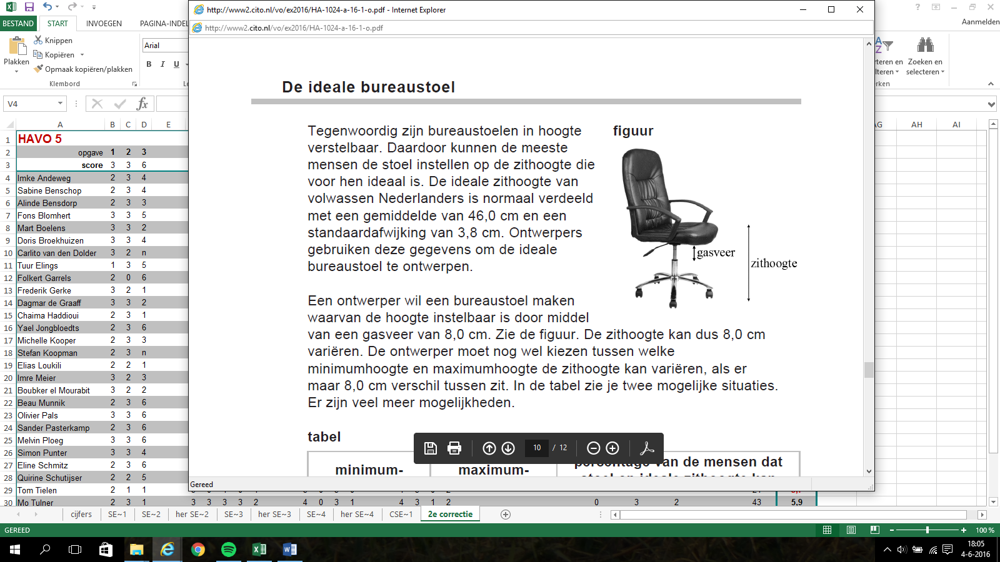 http://www2.cito.nl/vo/ex2016/HA-1024-a-16-1-o.pdf - Internet Explorer
http://www2.cito.nl/vo/ex2016/HA-1024-a-16-1-o.pdf
Aanmelden
BESTAND START INVOEGEN PAGINA-INDEL
Plakken
Knippen
Kopiëren
Opmaak kopiëren/plakken
Klembord
Arial
B I U
Zoeken en
selecteren
V4
fx
A B C D E AH AI
1 HAVO 5
2 opgave 1 2 3
3 score 3 3 6
4 Imke Andeweg 2 3 4
5 Sabine Benschop 2 3 4
6 Alinde Bensdorp 2 3 3
7 Fons Blomhert 3 3 5
8 Mart Boelens 3 3 2
9 Doris Broekhuizen 3 3 4
10 Carlito van den Dolder 3 2 n
11 Tuur Elings 1 3 5
12 Folkert Garrels 2 0 6
13 Frederik Gerke 3 2 1
14 Dagmar de Graaff 3 3 2
15 Chaima Haddioui 2 3 1
16 Yael Jongbloedts 2 3 6
17 Michelle Kooper 2 3 3
18 Stefan Koopman 2 3 n
19 Elias Loukili 2 2 1
20 Imre Meier 3 2 3
21 Boubker el Mourabit 3 2 2
22 Beau Munnik 2 3 6
23 Olivier Pals 3 3 6
24 Sander Pasterkamp 2 3 6
25 Melvin Ploeg 3 3 6
26 Simon Punter 3 3 4
27 Eline Schmitz 2 3 6
28 Quirine Schutijser 2 2 5
29 Tom Tielen 2 1 1
30 Mo Tulner 2 3 1 3 3 3 2 4 0 3 1 4 3 1 2 0 3 2 43 5,9
De ideale bureaustoel
Tegenwoordig zijn bureaustoelen in hoogte
verstelbaar. Daardoor kunnen de meeste
mensen de stoel instellen op de zithoogte die
voor hen ideaal is. De ideale zithoogte van
volwassen Nederlanders is normaal verdeeld
met een gemiddelde van 46,0 cm en een
standaardafwijking van 3,8 cm. Ontwerpers
gebruiken deze gegevens om de ideale
bureaustoel te ontwerpen.
figuur
gasveer
zithoogte
Een ontwerper wil een bureaustoel maken
waarvan de hoogte instelbaar is door middel
van een gasveer van 8,0 cm. Zie de figuur. De zithoogte kan dus 8,0 cm
variëren. De ontwerper moet nog wel kiezen tussen welke
minimumhoogte en maximumhoogte de zithoogte kan variëren, als er
maar 8,0 cm verschil tussen zit. In de tabel zie je twee mogelijke situaties.
Er zijn veel meer mogelijkheden.
tabel
10 / 12
minimum- maximum- percentage van de mensen dat
Gereed
cijfers SE~1 SE~2 her SE~2 SE~3 her SE~3 SE~4 her SE~4 CSE~1 2e correctie
GEREED
100 %
18:05
4-6-2016